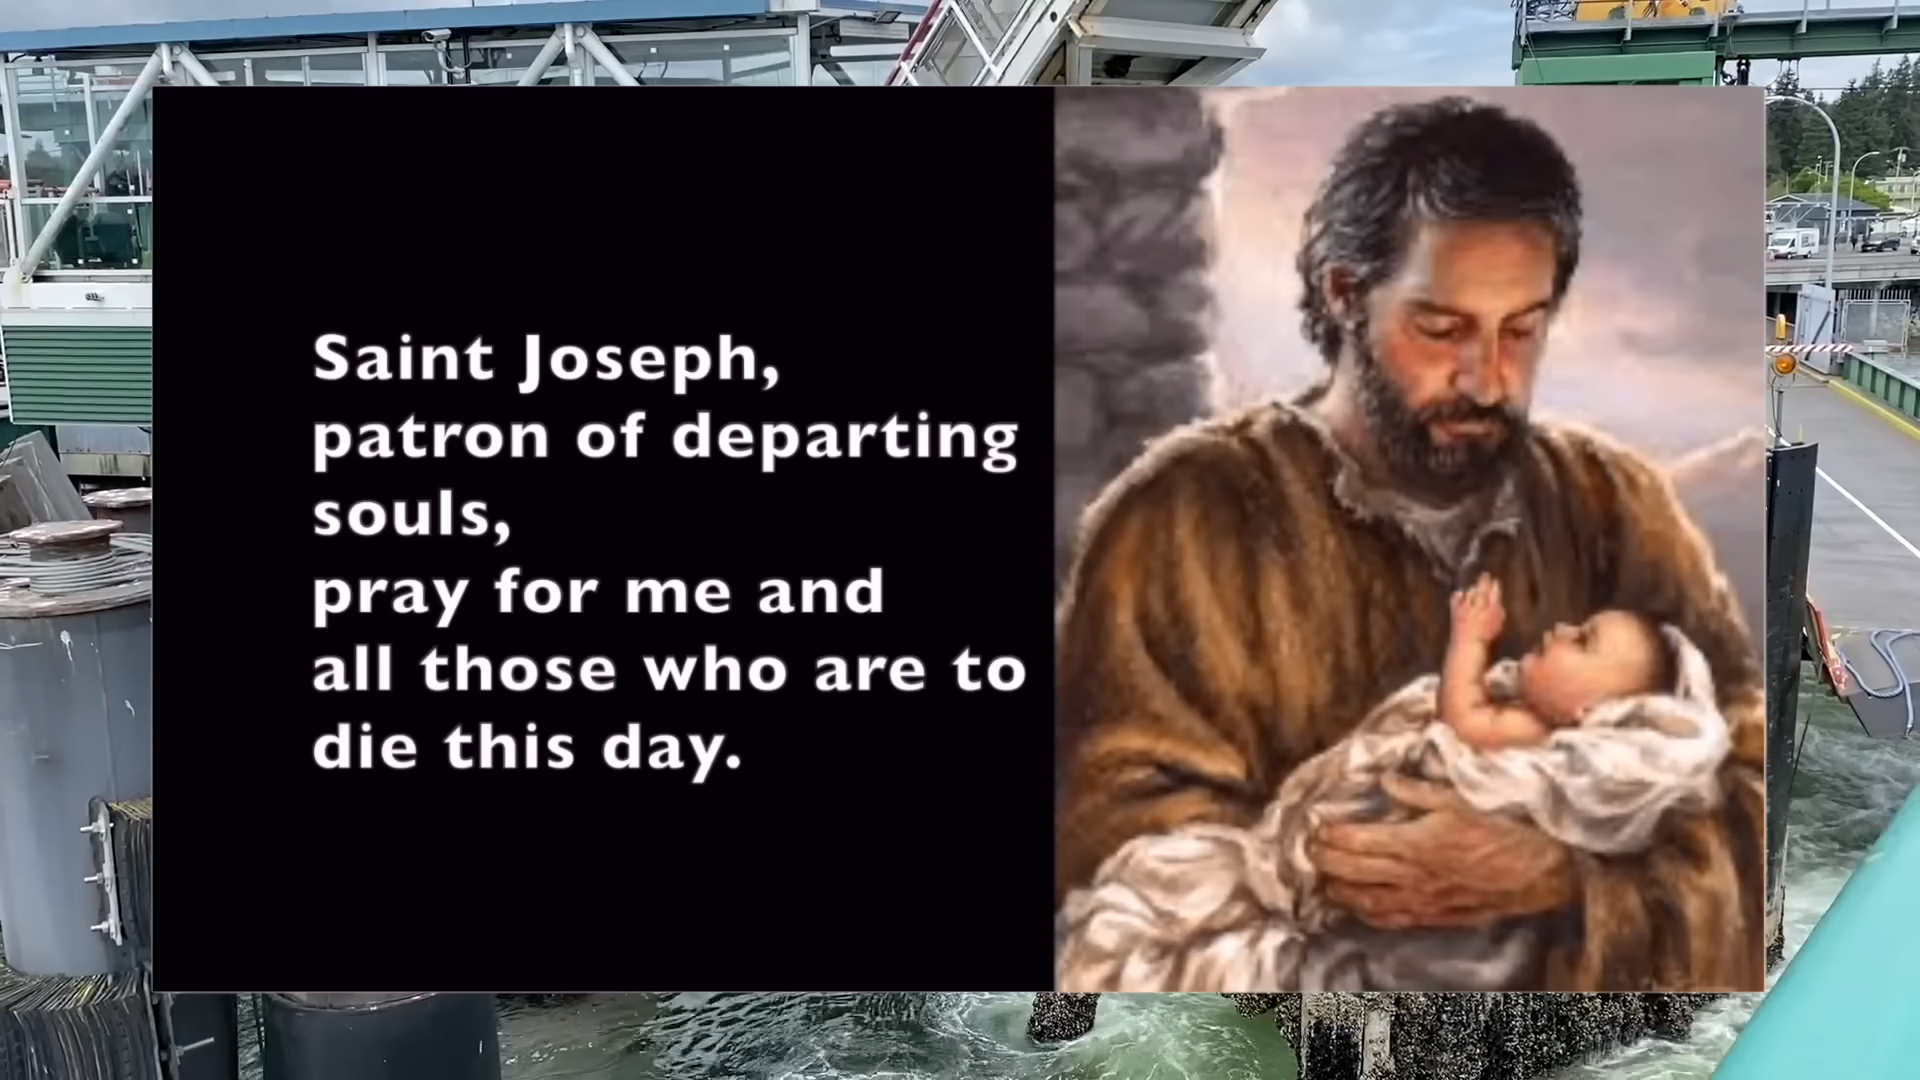 Saint Joseph,
patron of departing
souls,
pray for me and
all those who are to
die this day.